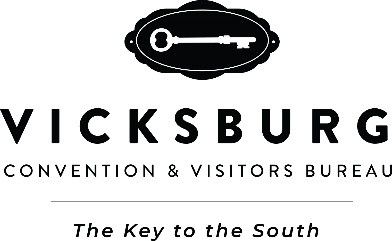 VICKSBURG
CONVENTION & VISITORS BUREAU
The Key to the South